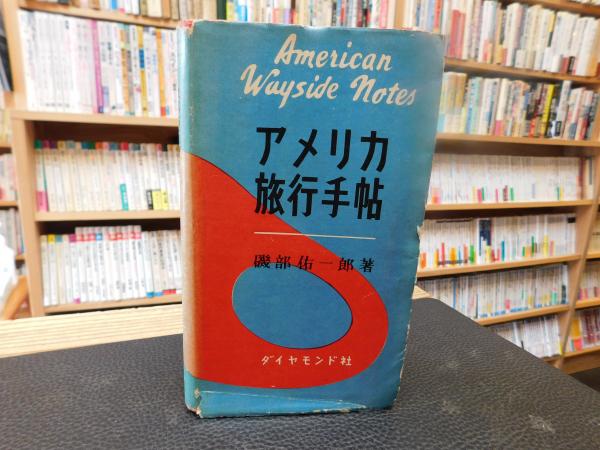 American
Wayside Notes
アメリカ
旅行手帖
磯部佑一郎著
ダイヤモンド社